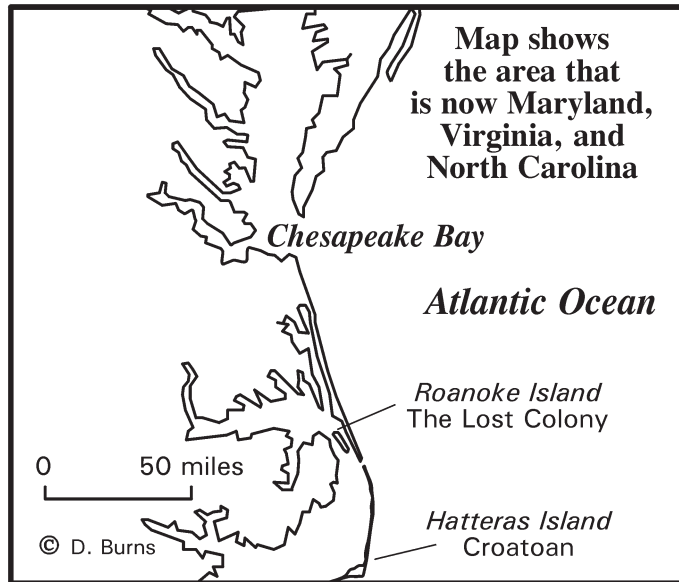 Map shows
the area that
is now Maryland,
Virginia, and
North Carolina
Chesapeake Bay
Atlantic Ocean
Roanoke Island
The Lost Colony
0 50 miles
Hatteras Island
Croatoan
© D. Burns